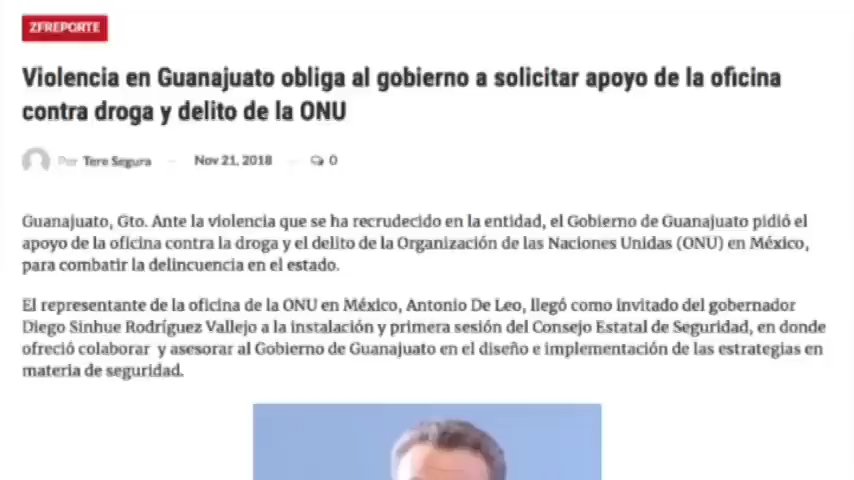 ZFREPORTE
Violencia en Guanajuato obliga al gobierno a solicitar apoyo de la oficina
contra droga y delito de la ONU
Por Tere Segura — Nov 21, 2018 — 0
Guanajuato, Gto. Ante la violencia que se ha recrudecido en la entidad, el Gobierno de Guanajuato pidió el
apoyo de la oficina contra la droga y el delito de la Organización de las Naciones Unidas (ONU) en México,
para combatir la delincuencia en el estado.
El representante de la oficina de la ONU en México, Antonio De Leo, llegó como invitado del gobernador
Diego Sinhue Rodríguez Vallejo a la instalación y primera sesión del Consejo Estatal de Seguridad, en donde
ofreció colaborar y asesorar al Gobierno de Guanajuato en el diseño e implementación de las estrategias en
materia de seguridad.